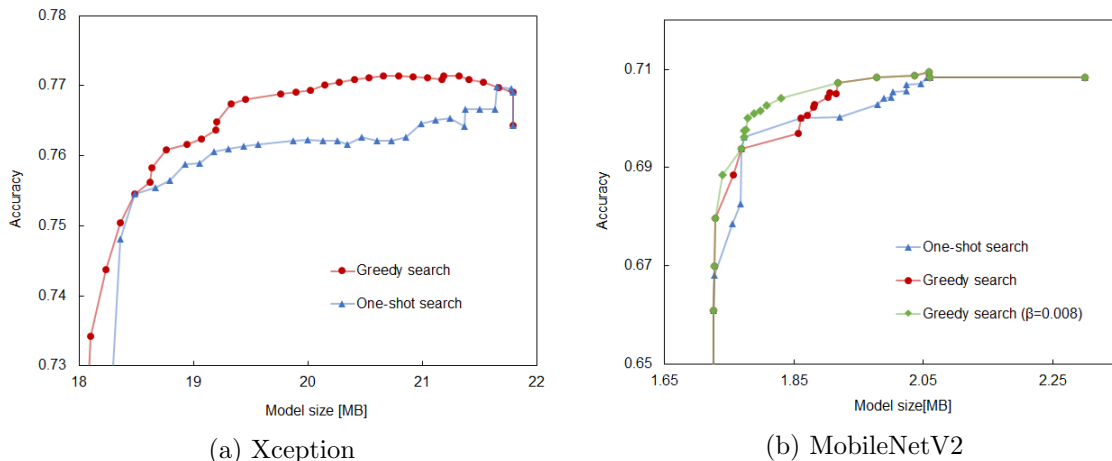 0.78
0.77
0.76
0.75
0.74
0.73
Accuracy
18 19 20 21 22
Model size [MB]
Greedy search
One-shot search
(a) Xception
0.71
0.69
0.67
0.65
Accuracy
1.65 1.85 2.05 2.25
Model size[MB]
One-shot search
Greedy search
Greedy search (β=0.008)
(b) MobileNetV2